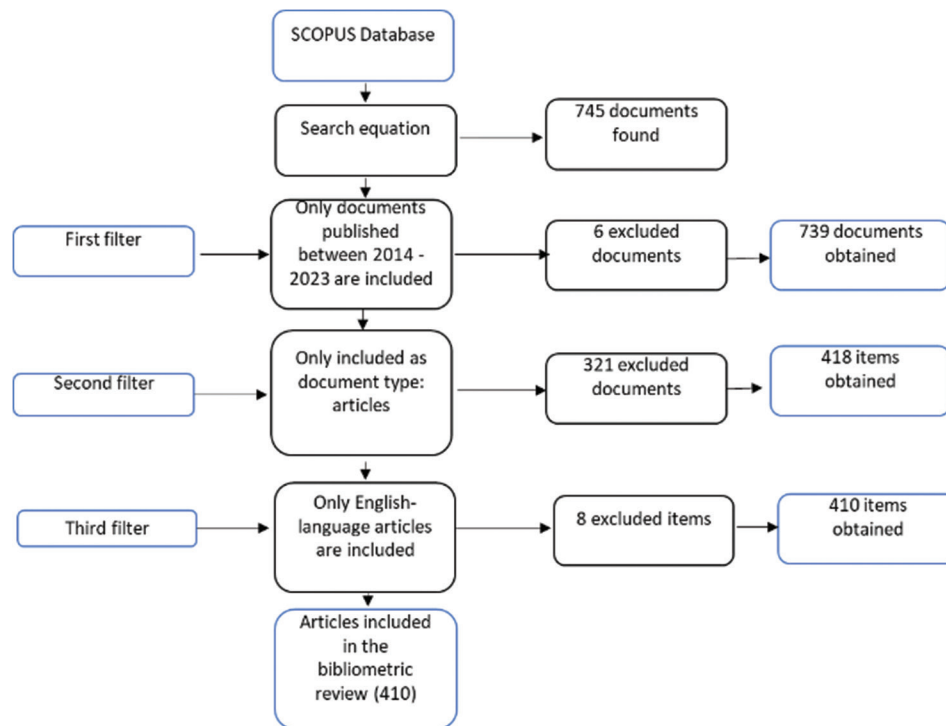 SCOPUS Database
Search equation
745 documents
found
First filter
Only documents
published
between 2014 -
2023 are included
6 excluded
documents
739 documents
obtained
Second filter
Only included as
document type:
articles
321 excluded
documents
418 items
obtained
Third filter
Only English-
language articles
are included
8 excluded items
410 items
obtained
Articles included
in the
bibliometric
review (410)